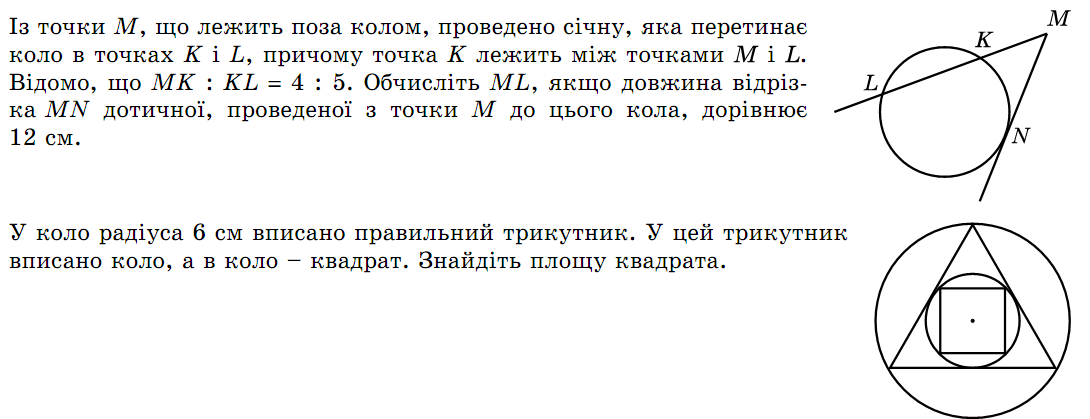 Із точки M, що лежить поза колом, проведено січну, яка перетинає
коло в точках K і L, причому точка K лежить між точками M і L.
Відомо, що MK : KL = 4 : 5. Обчисліть ML, якщо довжина відріз-
ка MN дотичної, проведеної з точки M до цього кола, дорівнює
12 см.
M
K
L
N
У коло радіуса 6 см вписано правильний трикутник. У цей трикутник
вписано коло, а в коло – квадрат. Знайдіть площу квадрата.